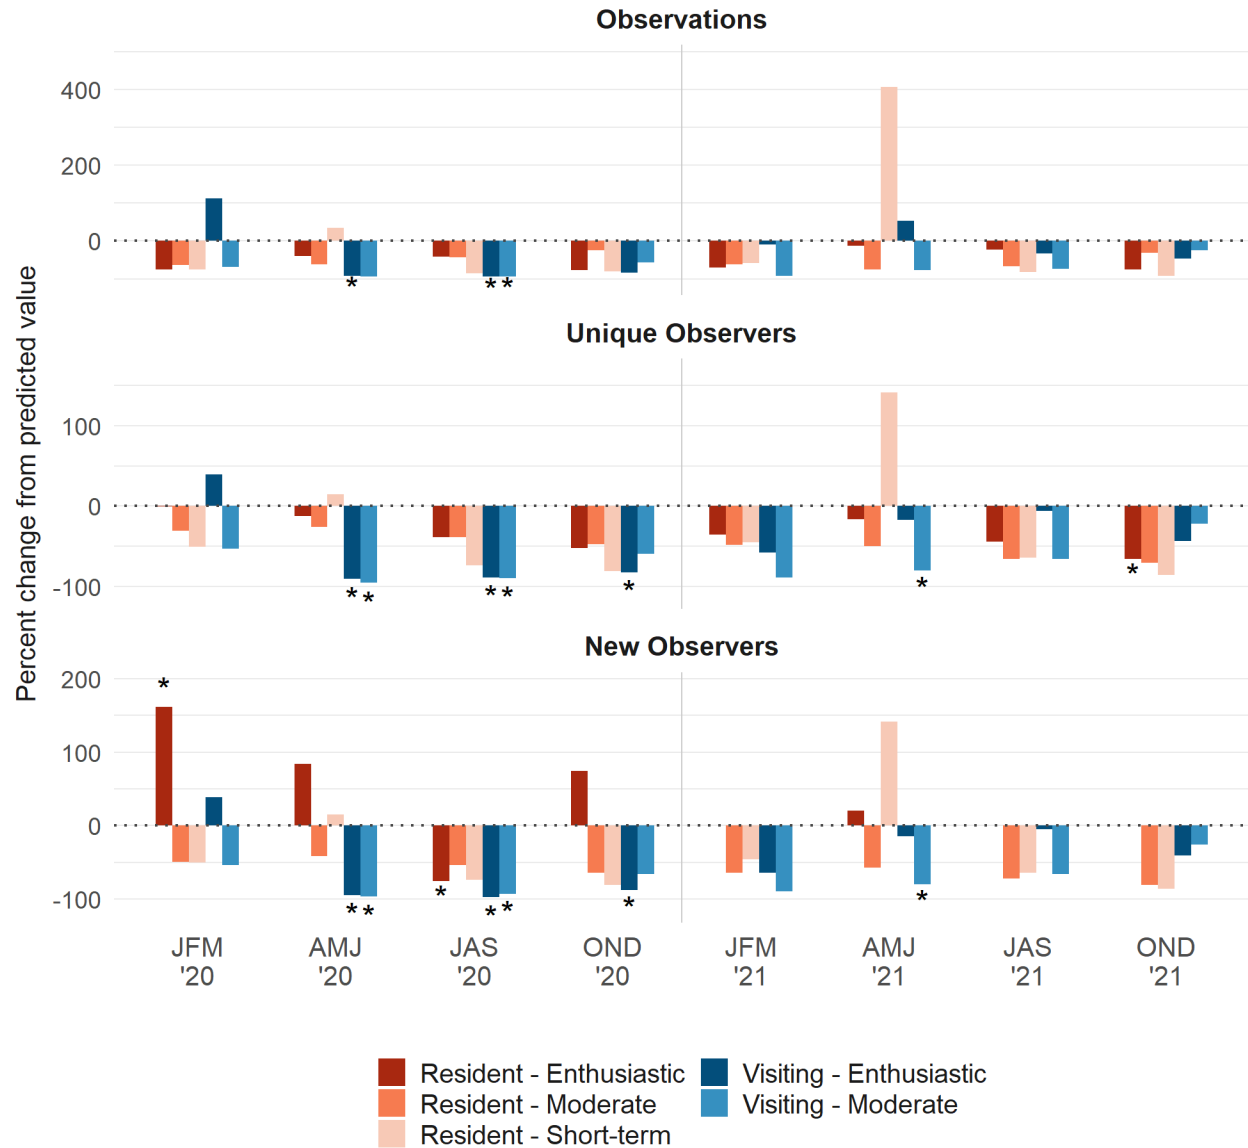 Observations
400
200
0
* * *
Unique Observers
100
0
-100
* * * * * * *
New Observers
200
100
0
-100
* * * * * * * *
Percent change from predicted value
JFM '20 AMJ '20 JAS '20 OND '20 JFM '21 AMJ '21 JAS '21 OND '21
Resident - Enthusiastic
Resident - Moderate
Resident - Short-term
Visiting - Enthusiastic
Visiting - Moderate